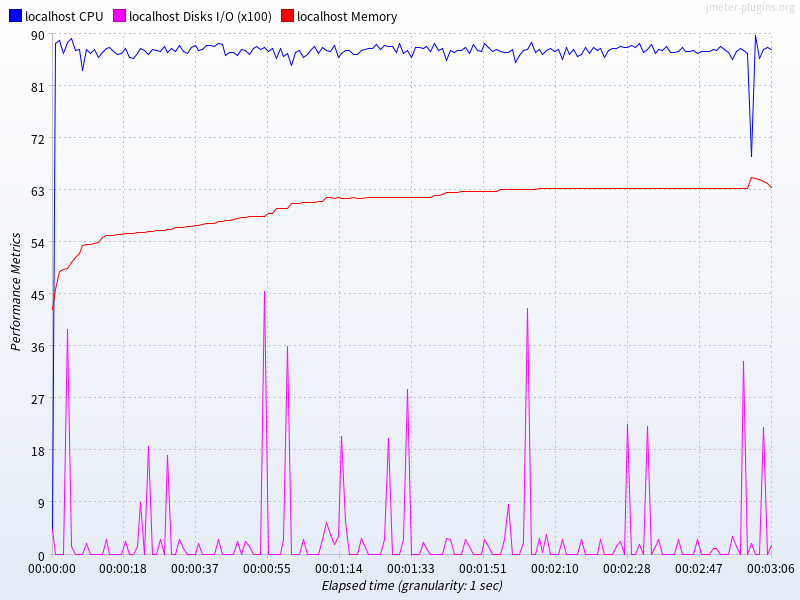 jmeter-plugins.org
localhost CPU localhost Disks I/O (x100) localhost Memory
90
81
72
63
54
45
36
27
18
9
0
Performance Metrics
00:00:00 00:00:18 00:00:37 00:00:55 00:01:14 00:01:33 00:01:51 00:02:10 00:02:28 00:02:47 00:03:06
Elapsed time (granularity: 1 sec)